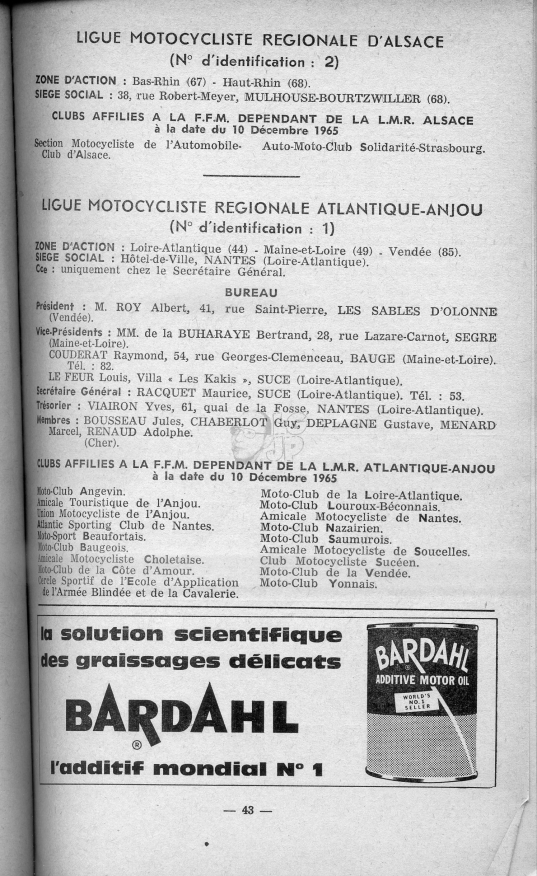 LIGUE MOTOCYCLISTE REGIONALE D'ALSACE
(N° d'identification : 2)
ZONE D'ACTION : Bas-Rhin (67) - Haut-Rhin (68).
SIEGE SOCIAL : 38, rue Robert-Meyer, MULHOUSE-BOURTZWILLER (68).
CLUBS AFFILIES A LA F.F.M. DEPENDANT DE LA L.M.R. ALSACE
à la date du 10 Décembre 1965
Section Motocycliste de l'Automobile-
Club d'Alsace.
Auto-Moto-Club Solidarité-Strasbourg.
LIGUE MOTOCYCLISTE REGIONALE ATLANTIQUE-ANJOU
(N° d'identification : 1)
ZONE D'ACTION : Loire-Atlantique (44) - Maine-et-Loire (49) - Vendée (85).
SIEGE SOCIAL : Hôtel-de-Ville, NANTES (Loire-Atlantique).
Cce : uniquement chez le Secrétaire Général.
BUREAU
Président : M. ROY Albert, 41, rue Saint-Pierre, LES SABLES D'OLONNE
(Vendée).
Vice-Présidents : MM. de la BUHARAYE Bertrand, 28, rue Lazare-Carnot, SEGRE
(Maine-et-Loire).
COUDERAT Raymond, 54, rue Georges-Clemenceau, BAUGE (Maine-et-Loire).
Tél. : 82.
LE FEUR Louis, Villa « Les Kakis », SUCE (Loire-Atlantique).
Secrétaire Général : RACQUET Maurice, SUCE (Loire-Atlantique). Tél. : 53.
Trésorier : VIAIRON Yves, 61, quai de la Fosse, NANTES (Loire-Atlantique).
Membres : BOUSSEAU Jules, CHABERLOT Guy, DEPLAGNE Gustave, MENARD
Marcel, RENAUD Adolphe.
(Cher).
JP
CLUBS AFFILIES A LA F.F.M. DEPENDANT DE LA L.M.R. ATLANTIQUE-ANJOU
à la date du 10 Décembre 1965
Moto-Club Angevin.
Amicale Touristique de l'Anjou.
Union Motocycliste de l'Anjou.
Atlantic Sporting Club de Nantes.
Moto-Sport Beaufortais.
Moto-Club Baugeois.
Amicale Motocycliste Choletaise.
Moto-Club de la Côte d'Amour.
Cercle Sportif de l'Ecole d'Application
de l'Armée Blindée et de la Cavalerie.
Moto-Club de la Loire-Atlantique.
Moto-Club Louroux-Béconnais.
Amicale Motocycliste de Nantes.
Moto-Club Nazairien.
Moto-Club Saumurois.
Amicale Motocycliste de Soucelles.
Club Motocycliste Sucéen.
Moto-Club de la Vendée.
Moto-Club Yonnais.
la solution scientifique
des graissages délicats
BARDAHL
®
l'additif mondial N° 1
BARDAHL
ADDITIVE MOTOR OIL
WORLD'S
NO. 1
SELLER
®
— 43 —